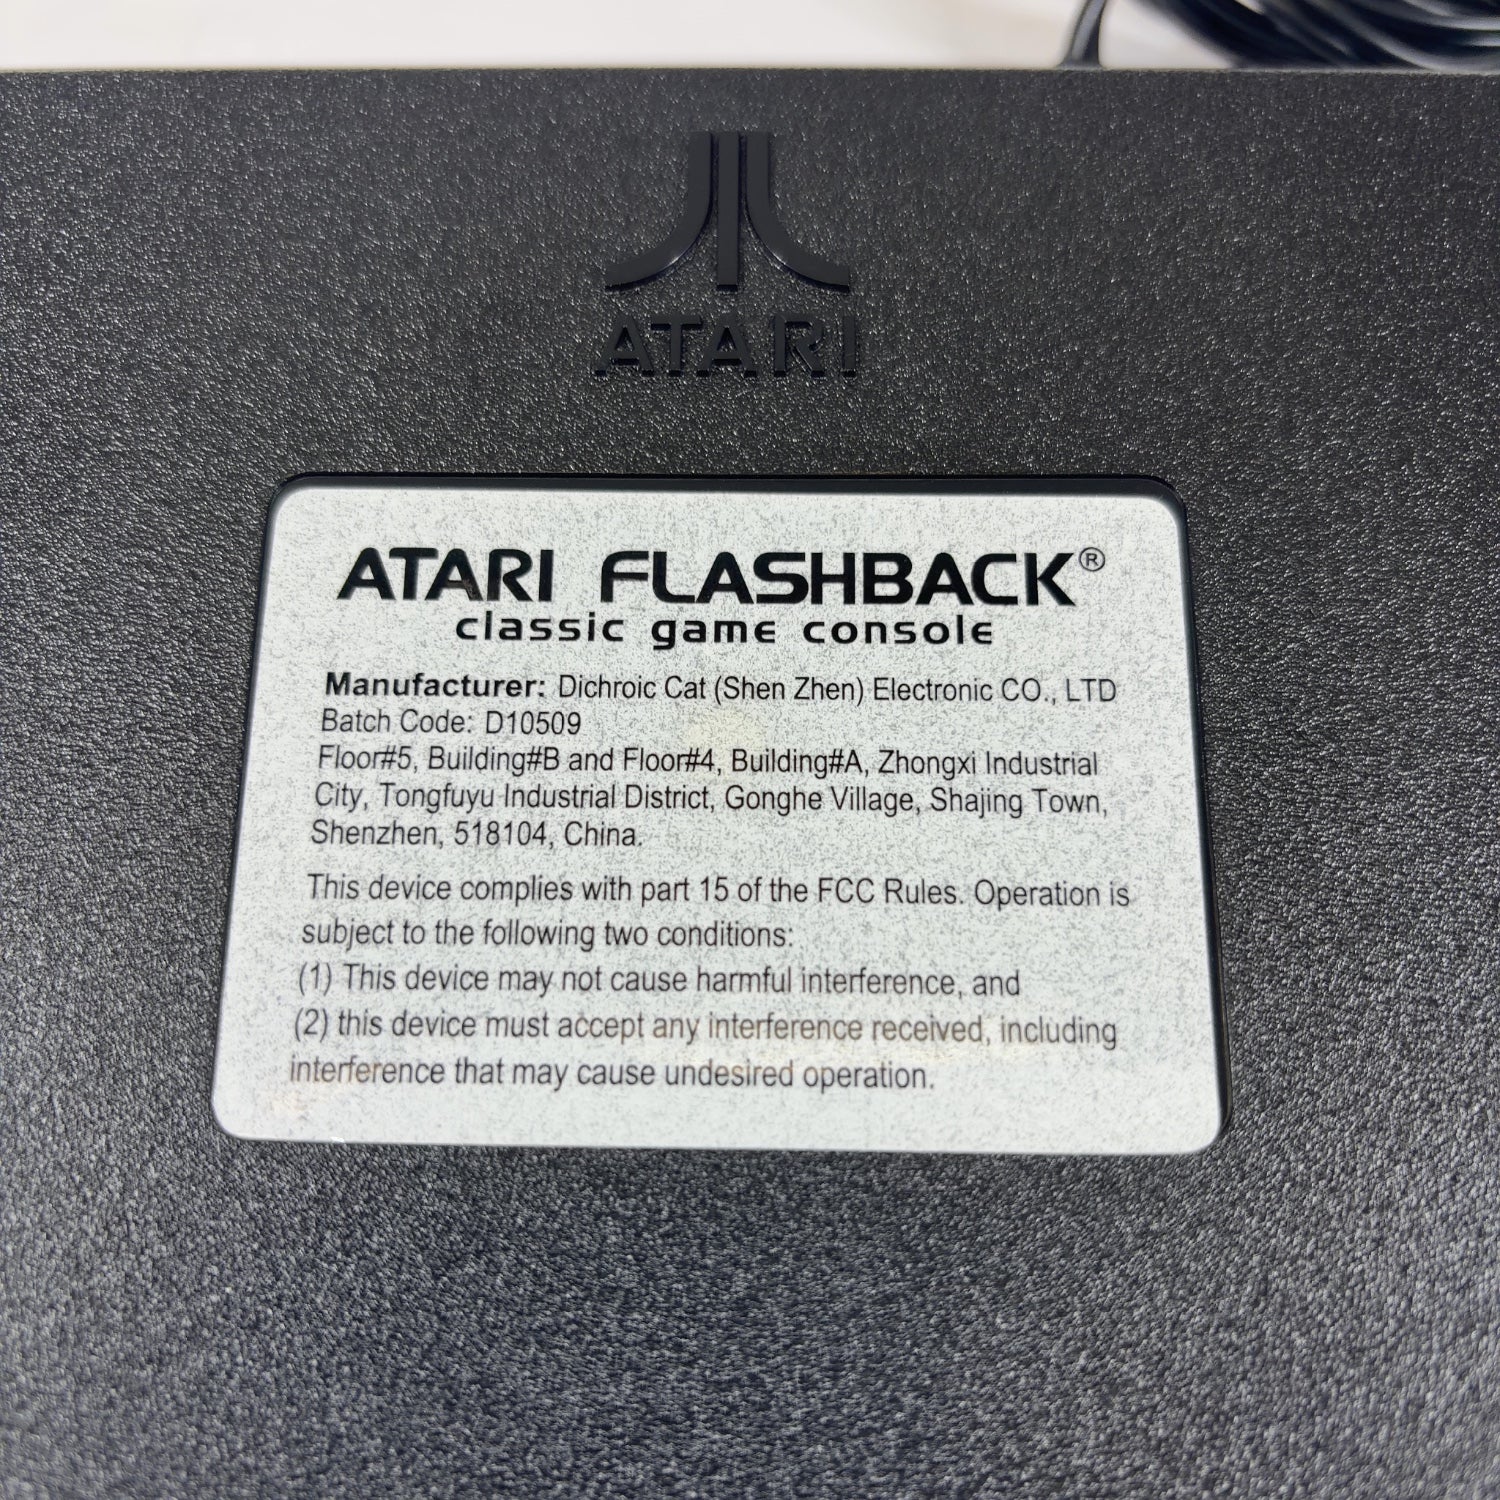 ATARI
ATARI FLASHBACK®
classic game console
Manufacturer: Dichroic Cat (Shen Zhen) Electronic CO., LTD
Batch Code: D10509
Floor#5, Building#B and Floor#4, Building#A, Zhongxi Industrial
City, Tongfuyu Industrial District, Gonghe Village, Shajing Town,
Shenzhen, 518104, China.
This device complies with part 15 of the FCC Rules. Operation is
subject to the following two conditions:
(1) This device may not cause harmful interference, and
(2) this device must accept any interference received, including
interference that may cause undesired operation.